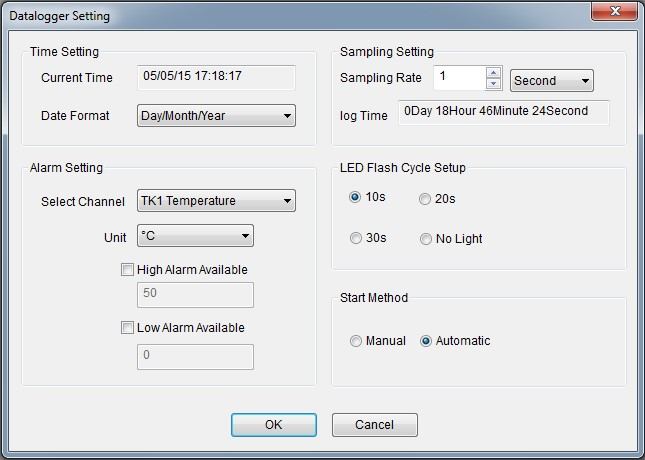 Datalogger Setting
Time Setting
Current Time 05/05/15 17:18:17
Date Format Day/Month/Year
Sampling Setting
Sampling Rate 1 Second
log Time 0Day 18Hour 46Minute 24Second
Alarm Setting
Select Channel TK1 Temperature
Unit °C
High Alarm Available
50
Low Alarm Available
0
LED Flash Cycle Setup
10s 20s
30s No Light
Start Method
Manual Automatic
OK Cancel